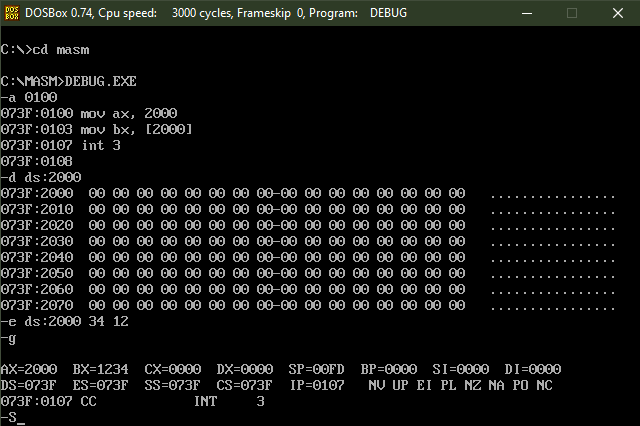 DOS BOX
DOSBox 0.74, Cpu speed: 3000 cycles, Frameskip 0, Program: DEBUG
C:\>cd masm
C:\MASM>DEBUG.EXE
-a 0100
073F:0100 mov ax, 2000
073F:0103 mov bx, [2000]
073F:0107 int 3
073F:0108
-d ds:2000
073F:2000 00 00 00 00 00 00 00 00-00 00 00 00 00 00 00 00 ................
073F:2010 00 00 00 00 00 00 00 00-00 00 00 00 00 00 00 00 ................
073F:2020 00 00 00 00 00 00 00 00-00 00 00 00 00 00 00 00 ................
073F:2030 00 00 00 00 00 00 00 00-00 00 00 00 00 00 00 00 ................
073F:2040 00 00 00 00 00 00 00 00-00 00 00 00 00 00 00 00 ................
073F:2050 00 00 00 00 00 00 00 00-00 00 00 00 00 00 00 00 ................
073F:2060 00 00 00 00 00 00 00 00-00 00 00 00 00 00 00 00 ................
073F:2070 00 00 00 00 00 00 00 00-00 00 00 00 00 00 00 00 ................
-e ds:2000 34 12
-g
AX=2000 BX=1234 CX=0000 DX=0000 SP=00FD BP=0000 SI=0000 DI=0000
DS=073F ES=073F SS=073F CS=073F IP=0107 NV UP EI PL NZ NA PO NC
073F:0107 CC INT 3
-S_